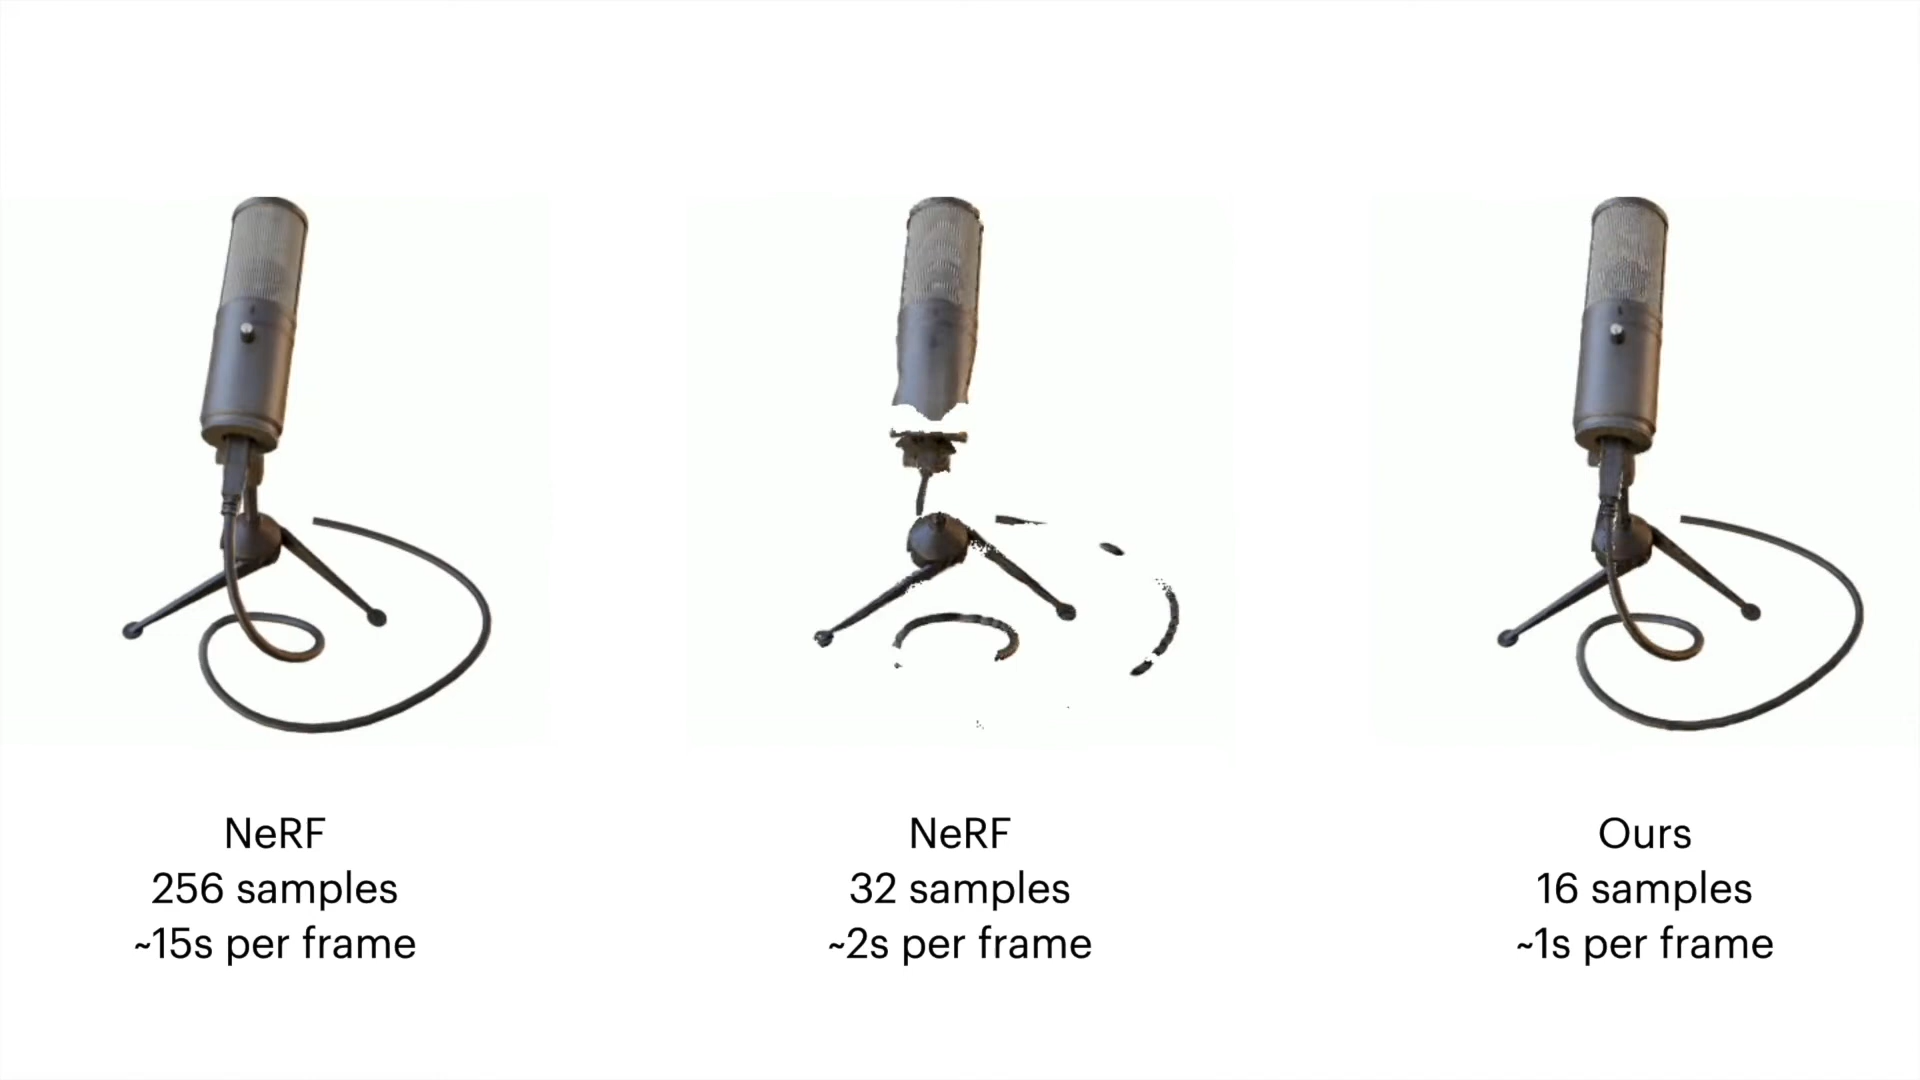 NeRF
256 samples
~15s per frame
NeRF
32 samples
~2s per frame
Ours
16 samples
~1s per frame